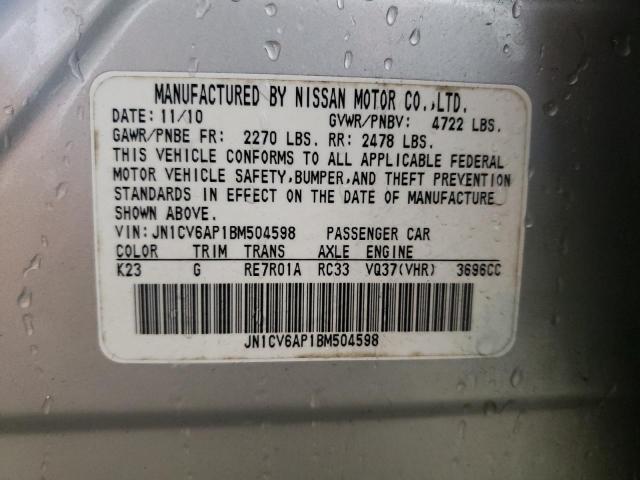 MANUFACTURED BY NISSAN MOTOR CO.,LTD.
DATE: 11/10 GVWR/PNBV: 4722 LBS.
GAWR/PNBE FR: 2270 LBS. RR: 2478 LBS.
THIS VEHICLE CONFORMS TO ALL APPLICABLE FEDERAL
MOTOR VEHICLE SAFETY,BUMPER,AND THEFT PREVENTION
STANDARDS IN EFFECT ON THE DATE OF MANUFACTURE
SHOWN ABOVE.
VIN: JN1CV6AP1BM504598 PASSENGER CAR
COLOR TRIM TRANS AXLE ENGINE
K23 G RE7R01A RC33 VQ37(VHR) 3696CC
JN1CV6AP1BM504598